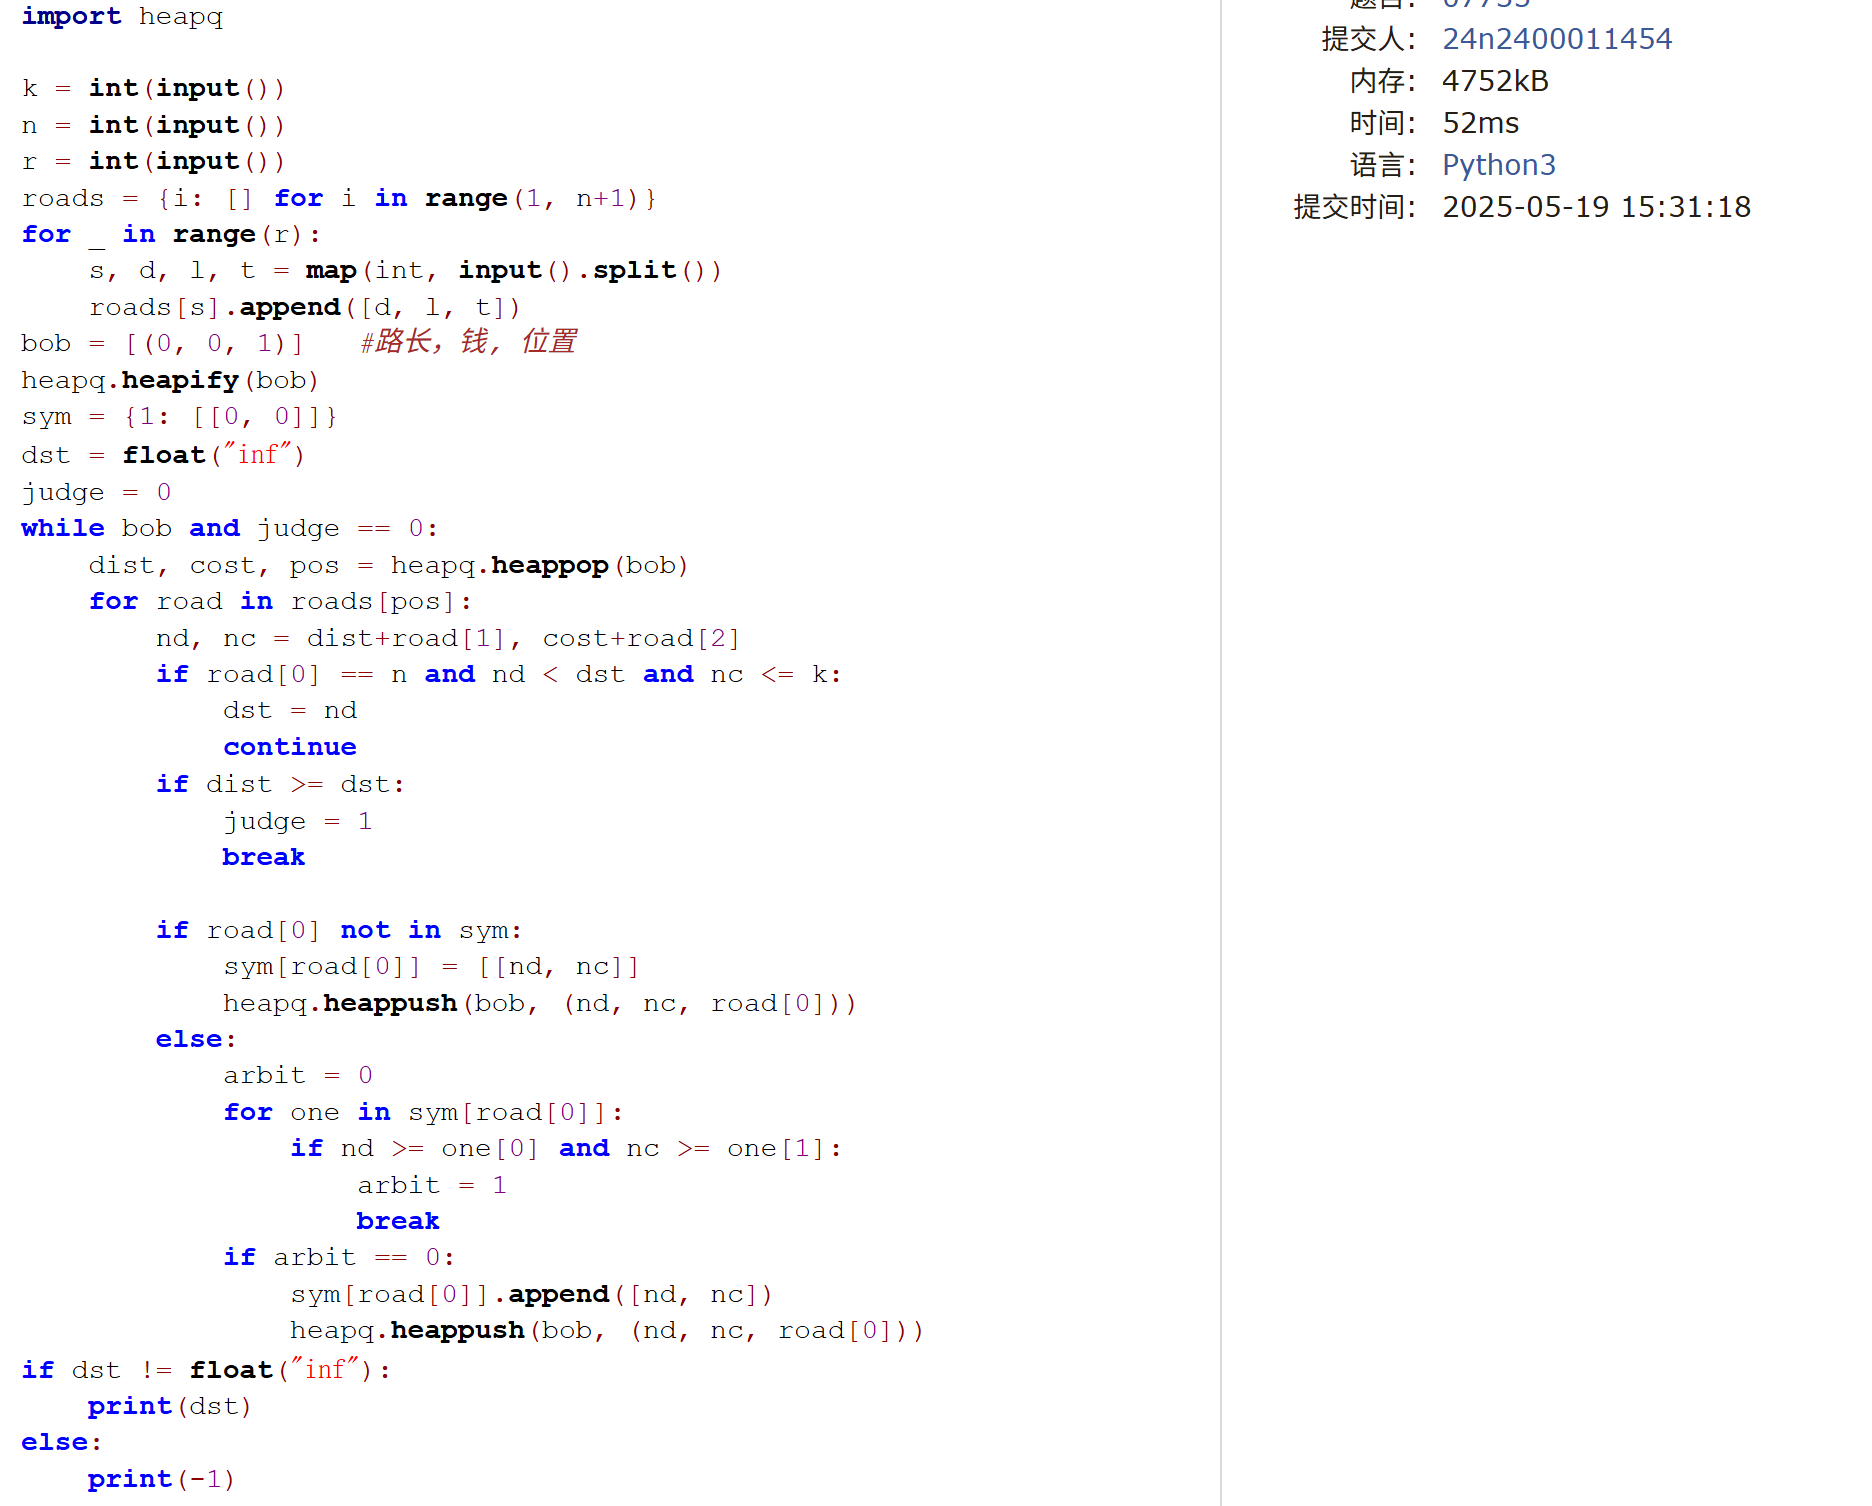 import heapq
k = int(input())
n = int(input())
r = int(input())
roads = {i: [] for i in range(1, n+1)}
for _ in range(r):
    s, d, l, t = map(int, input().split())
    roads[s].append([d, l, t])
bob = [(0, 0, 1)]   #路长，钱, 位置
heapq.heapify(bob)
sym = {1: [[0, 0]]}
dst = float("inf")
judge = 0
while bob and judge == 0:
    dist, cost, pos = heapq.heappop(bob)
    for road in roads[pos]:
        nd, nc = dist+road[1], cost+road[2]
        if road[0] == n and nd < dst and nc <= k:
            dst = nd
            continue
        if dist >= dst:
            judge = 1
            break
        if road[0] not in sym:
            sym[road[0]] = [[nd, nc]]
            heapq.heappush(bob, (nd, nc, road[0]))
        else:
            arbit = 0
            for one in sym[road[0]]:
                if nd >= one[0] and nc >= one[1]:
                    arbit = 1
                    break
            if arbit == 0:
                sym[road[0]].append([nd, nc])
                heapq.heappush(bob, (nd, nc, road[0]))
if dst != float("inf"):
    print(dst)
else:
    print(-1)
提交人: 24n2400011454
内存: 4752kB
时间: 52ms
语言: Python3
提交时间: 2025-05-19 15:31:18